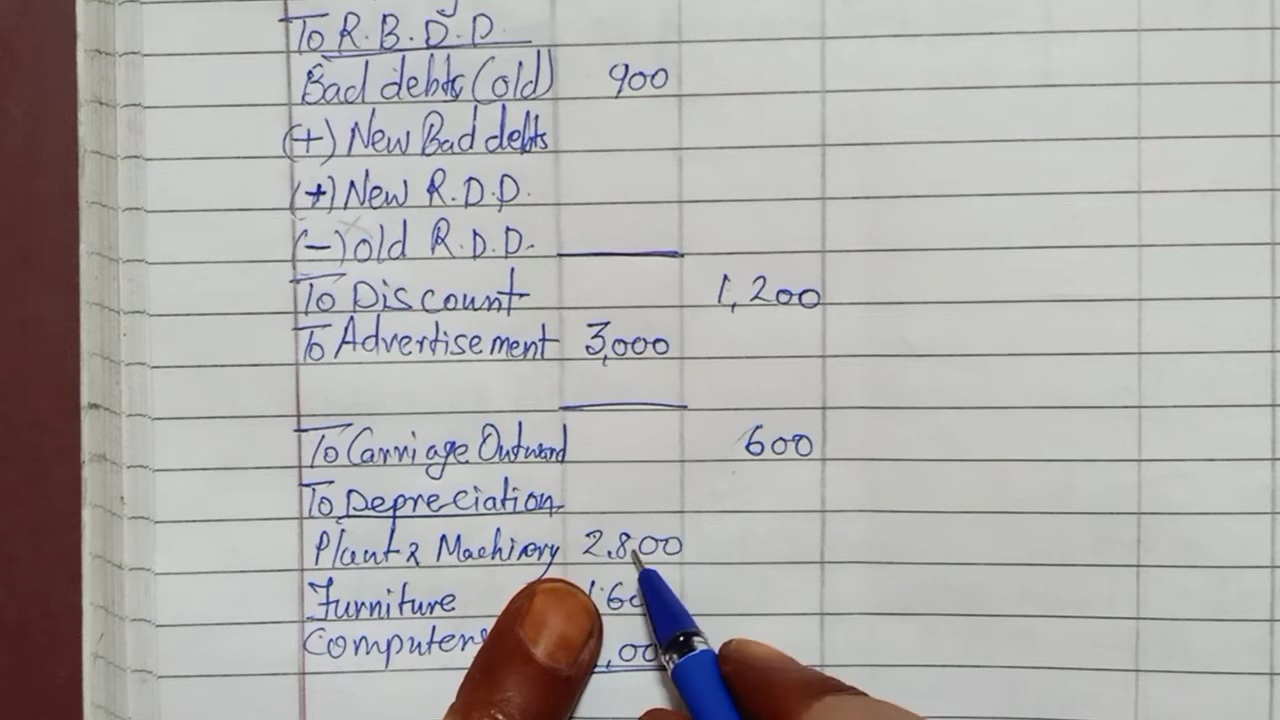 To R.B.D.D.
Bad debts (old) 900
(+) New Bad debts
(+) New R.D.D.
(-) old R.D.D.
To Discount 1,200
To Advertisement 3,000
To Carriage Outward 600
To Depreciation
Plant & Machinery 2,800
Furniture
Computer